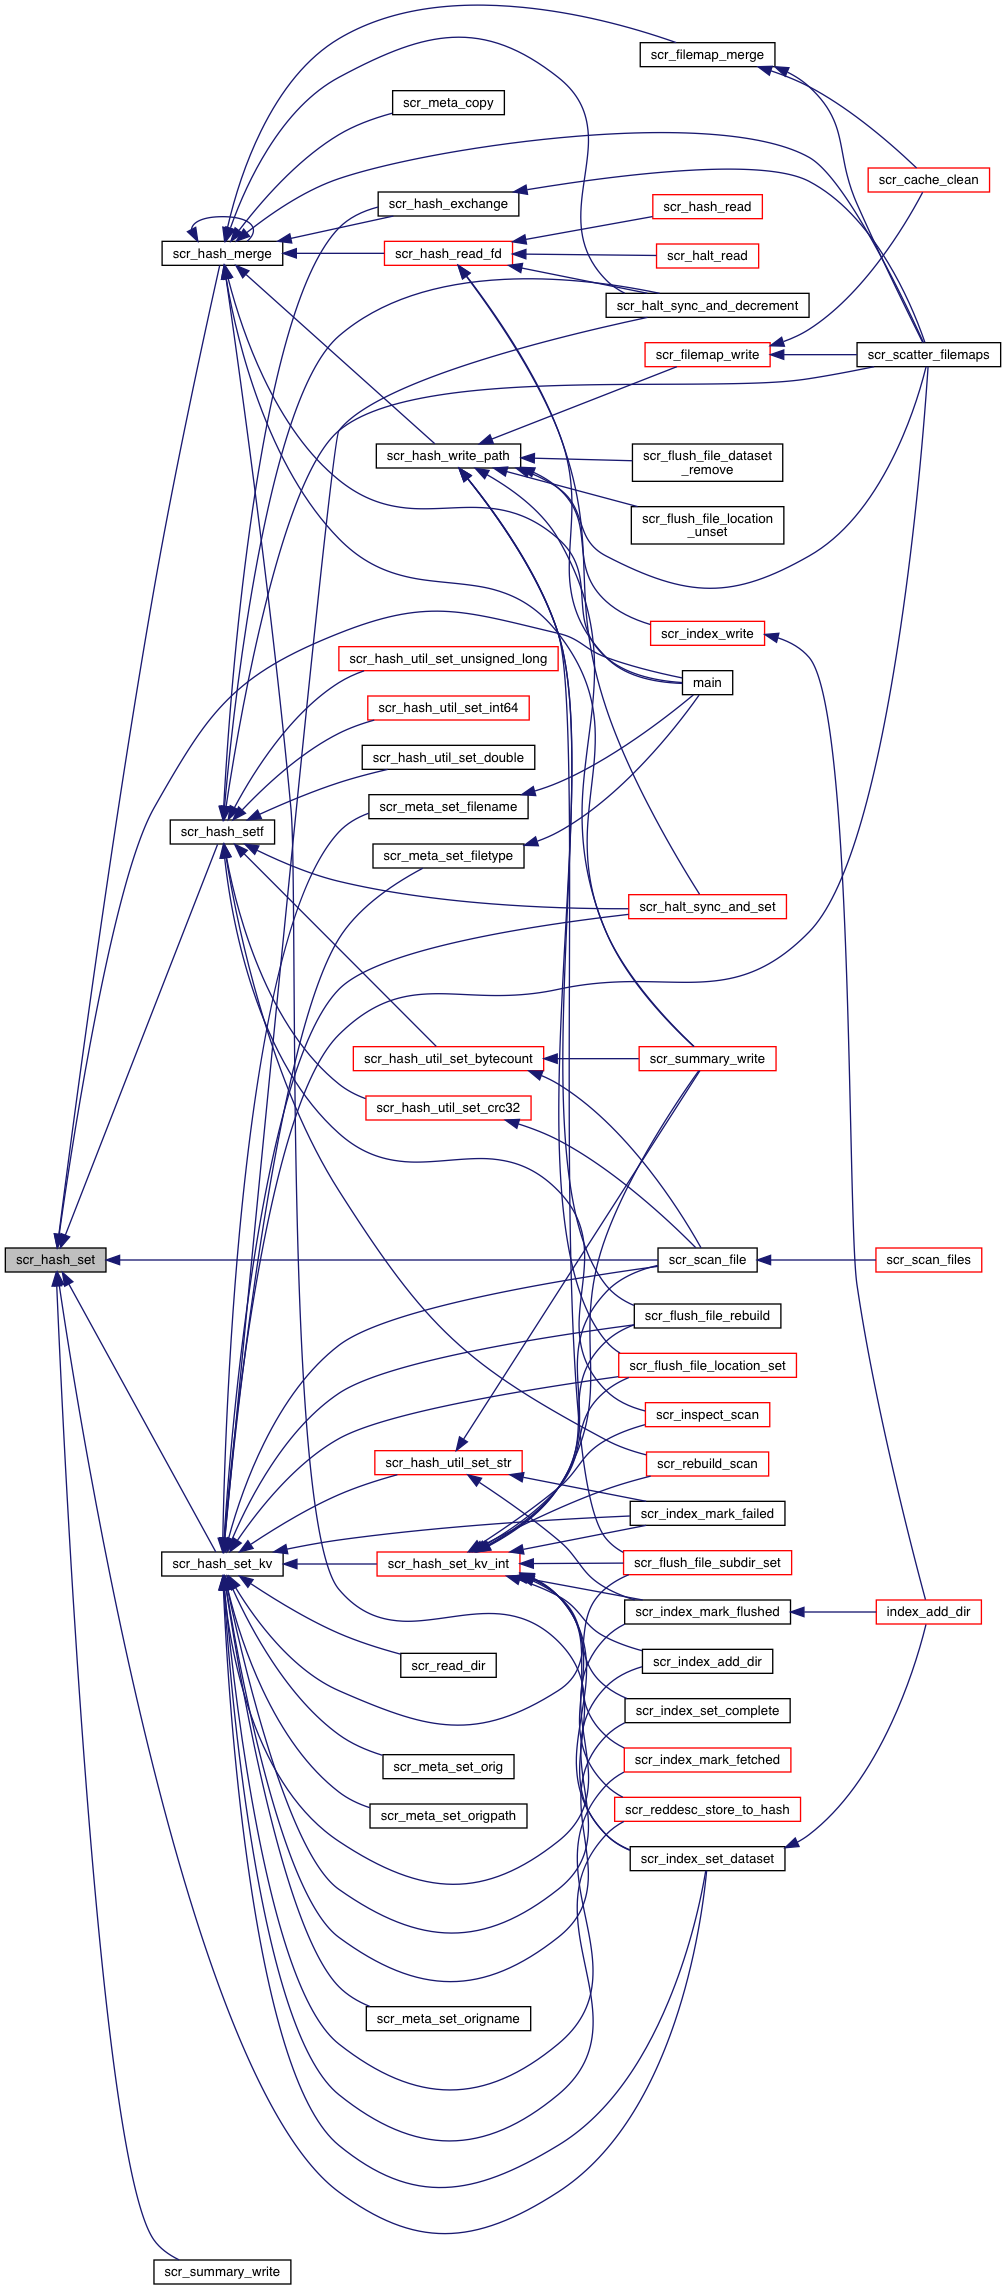 scr_filemap_merge
scr_meta_copy
scr_cache_clean
scr_hash_exchange
scr_hash_read
scr_hash_merge
scr_hash_read_fd
scr_halt_read
scr_halt_sync_and_decrement
scr_filemap_write
scr_scatter_filemaps
scr_hash_write_path
scr_flush_file_dataset
_remove
scr_flush_file_location
_unset
scr_index_write
scr_hash_util_set_unsigned_long
main
scr_hash_util_set_int64
scr_hash_util_set_double
scr_meta_set_filename
scr_hash_setf
scr_meta_set_filetype
scr_halt_sync_and_set
scr_hash_util_set_bytecount
scr_summary_write
scr_hash_util_set_crc32
scr_hash_set
scr_scan_file
scr_scan_files
scr_flush_file_rebuild
scr_flush_file_location_set
scr_inspect_scan
scr_hash_util_set_str
scr_rebuild_scan
scr_index_mark_failed
scr_hash_set_kv
scr_hash_set_kv_int
scr_flush_file_subdir_set
scr_index_mark_flushed
index_add_dir
scr_read_dir
scr_index_add_dir
scr_index_set_complete
scr_meta_set_orig
scr_index_mark_fetched
scr_meta_set_origpath
scr_reddesc_store_to_hash
scr_index_set_dataset
scr_meta_set_origname
scr_summary_write